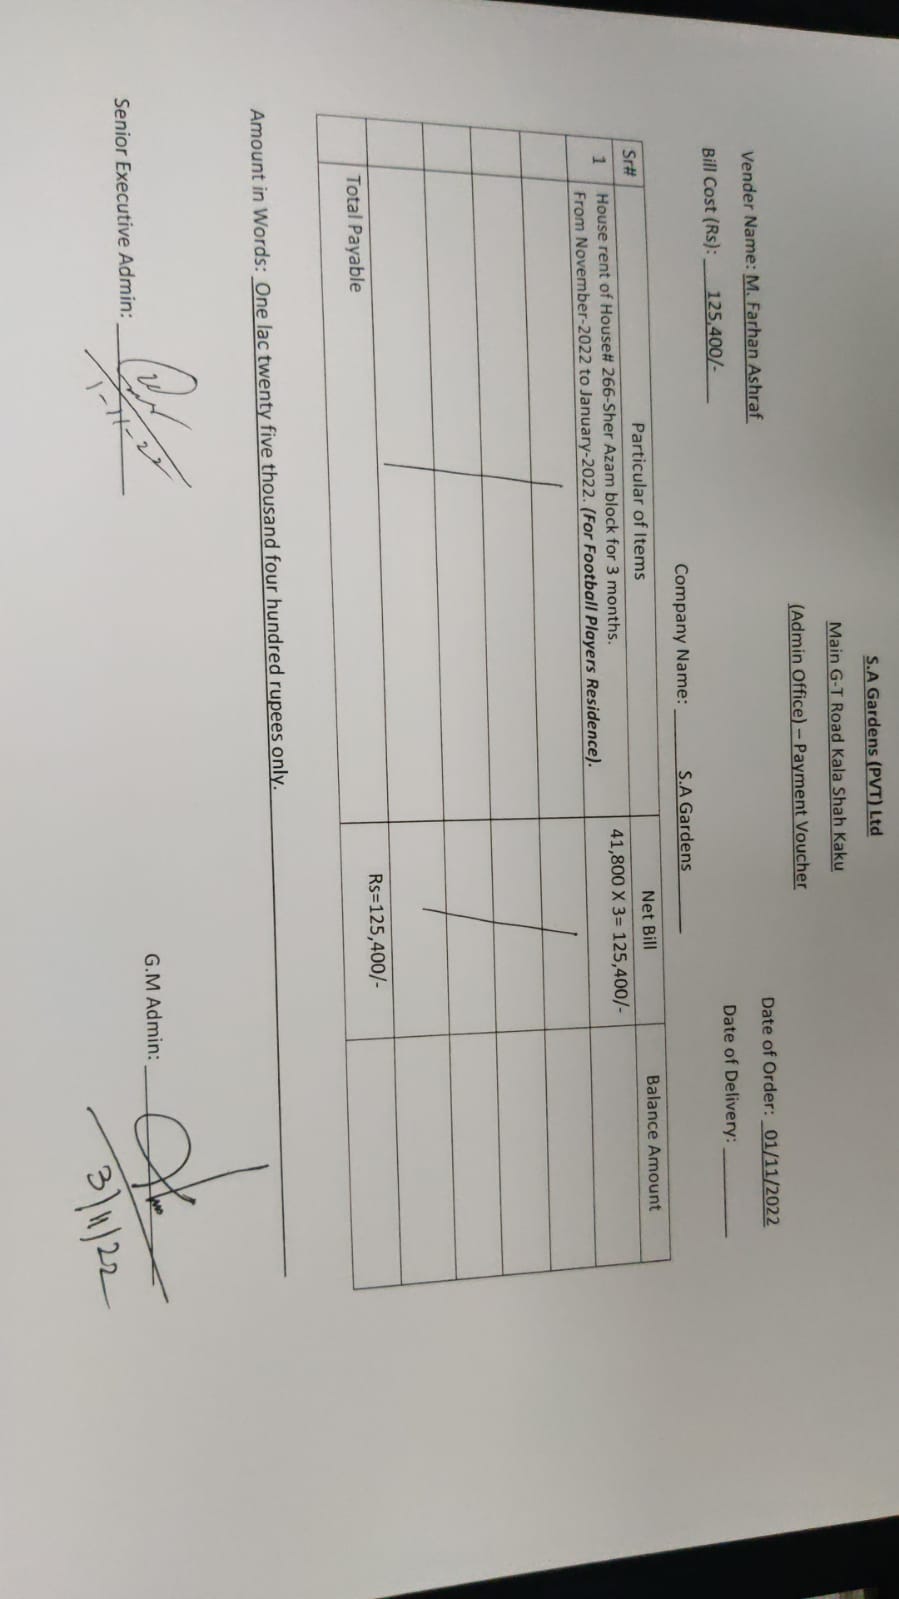 S.A Gardens (PVT) Ltd
Main G-T Road Kala Shah Kaku
(Admin Office) – Payment Voucher
Vender Name: M. Farhan Ashraf
Date of Order: 01/11/2022
Bill Cost (Rs): 125,400/-
Date of Delivery:
Company Name: S.A Gardens
Sr# Particular of Items Net Bill Balance Amount
1 House rent of House# 266-Sher Azam block for 3 months. 41,800 X 3= 125,400/-
From November-2022 to January-2022. (For Football Players Residence).
Total Payable Rs=125,400/-
Amount in Words: One lac twenty five thousand four hundred rupees only.
Senior Executive Admin:
1-11-22
G.M Admin:
3/11/22